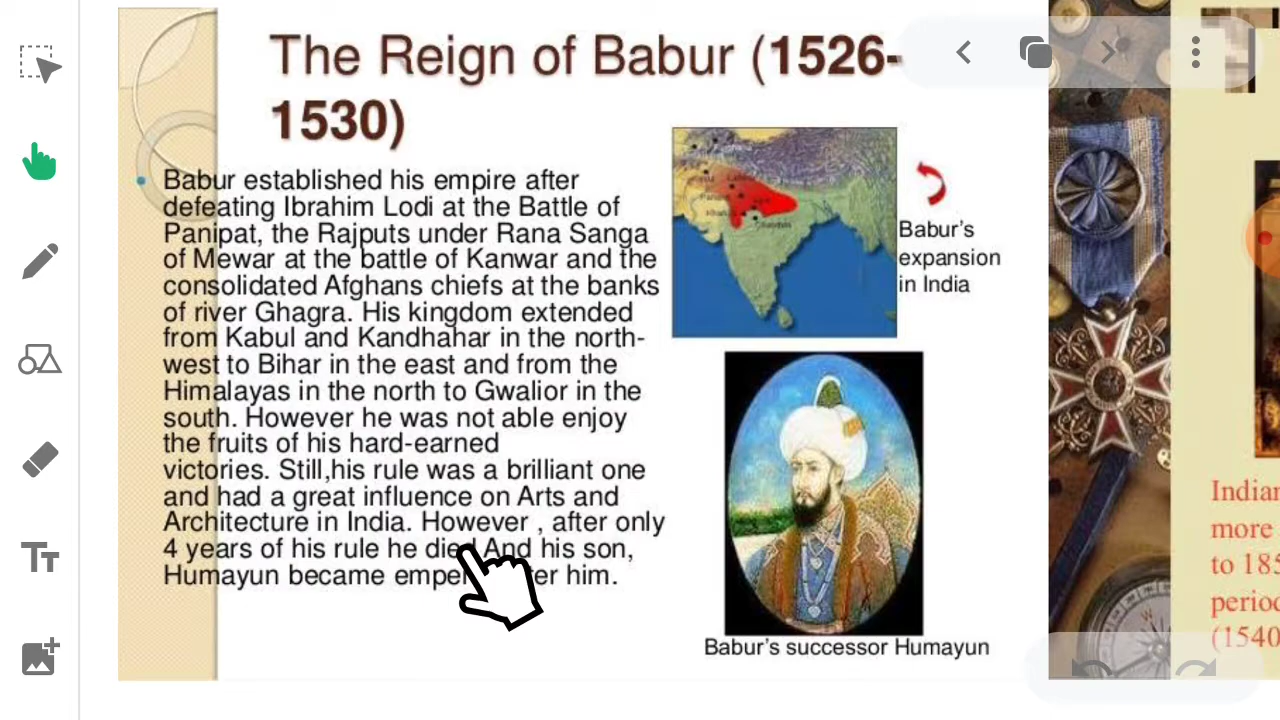 The Reign of Babur (1526-
1530)
Babur established his empire after
defeating Ibrahim Lodi at the Battle of
Panipat, the Rajputs under Rana Sanga
of Mewar at the battle of Kanwar and the
consolidated Afghans chiefs at the banks
of river Ghagra. His kingdom extended
from Kabul and Kandhahar in the north-
west to Bihar in the east and from the
Himalayas in the north to Gwalior in the
south. However he was not able enjoy
the fruits of his hard-earned
victories. Still,his rule was a brilliant one
and had a great influence on Arts and
Architecture in India. However , after only
4 years of his rule he died And his son,
Humayun became him.
Babur's
expansion
in India
Babur's successor Humayun
Indian
more
to 185
period
(1540
TT